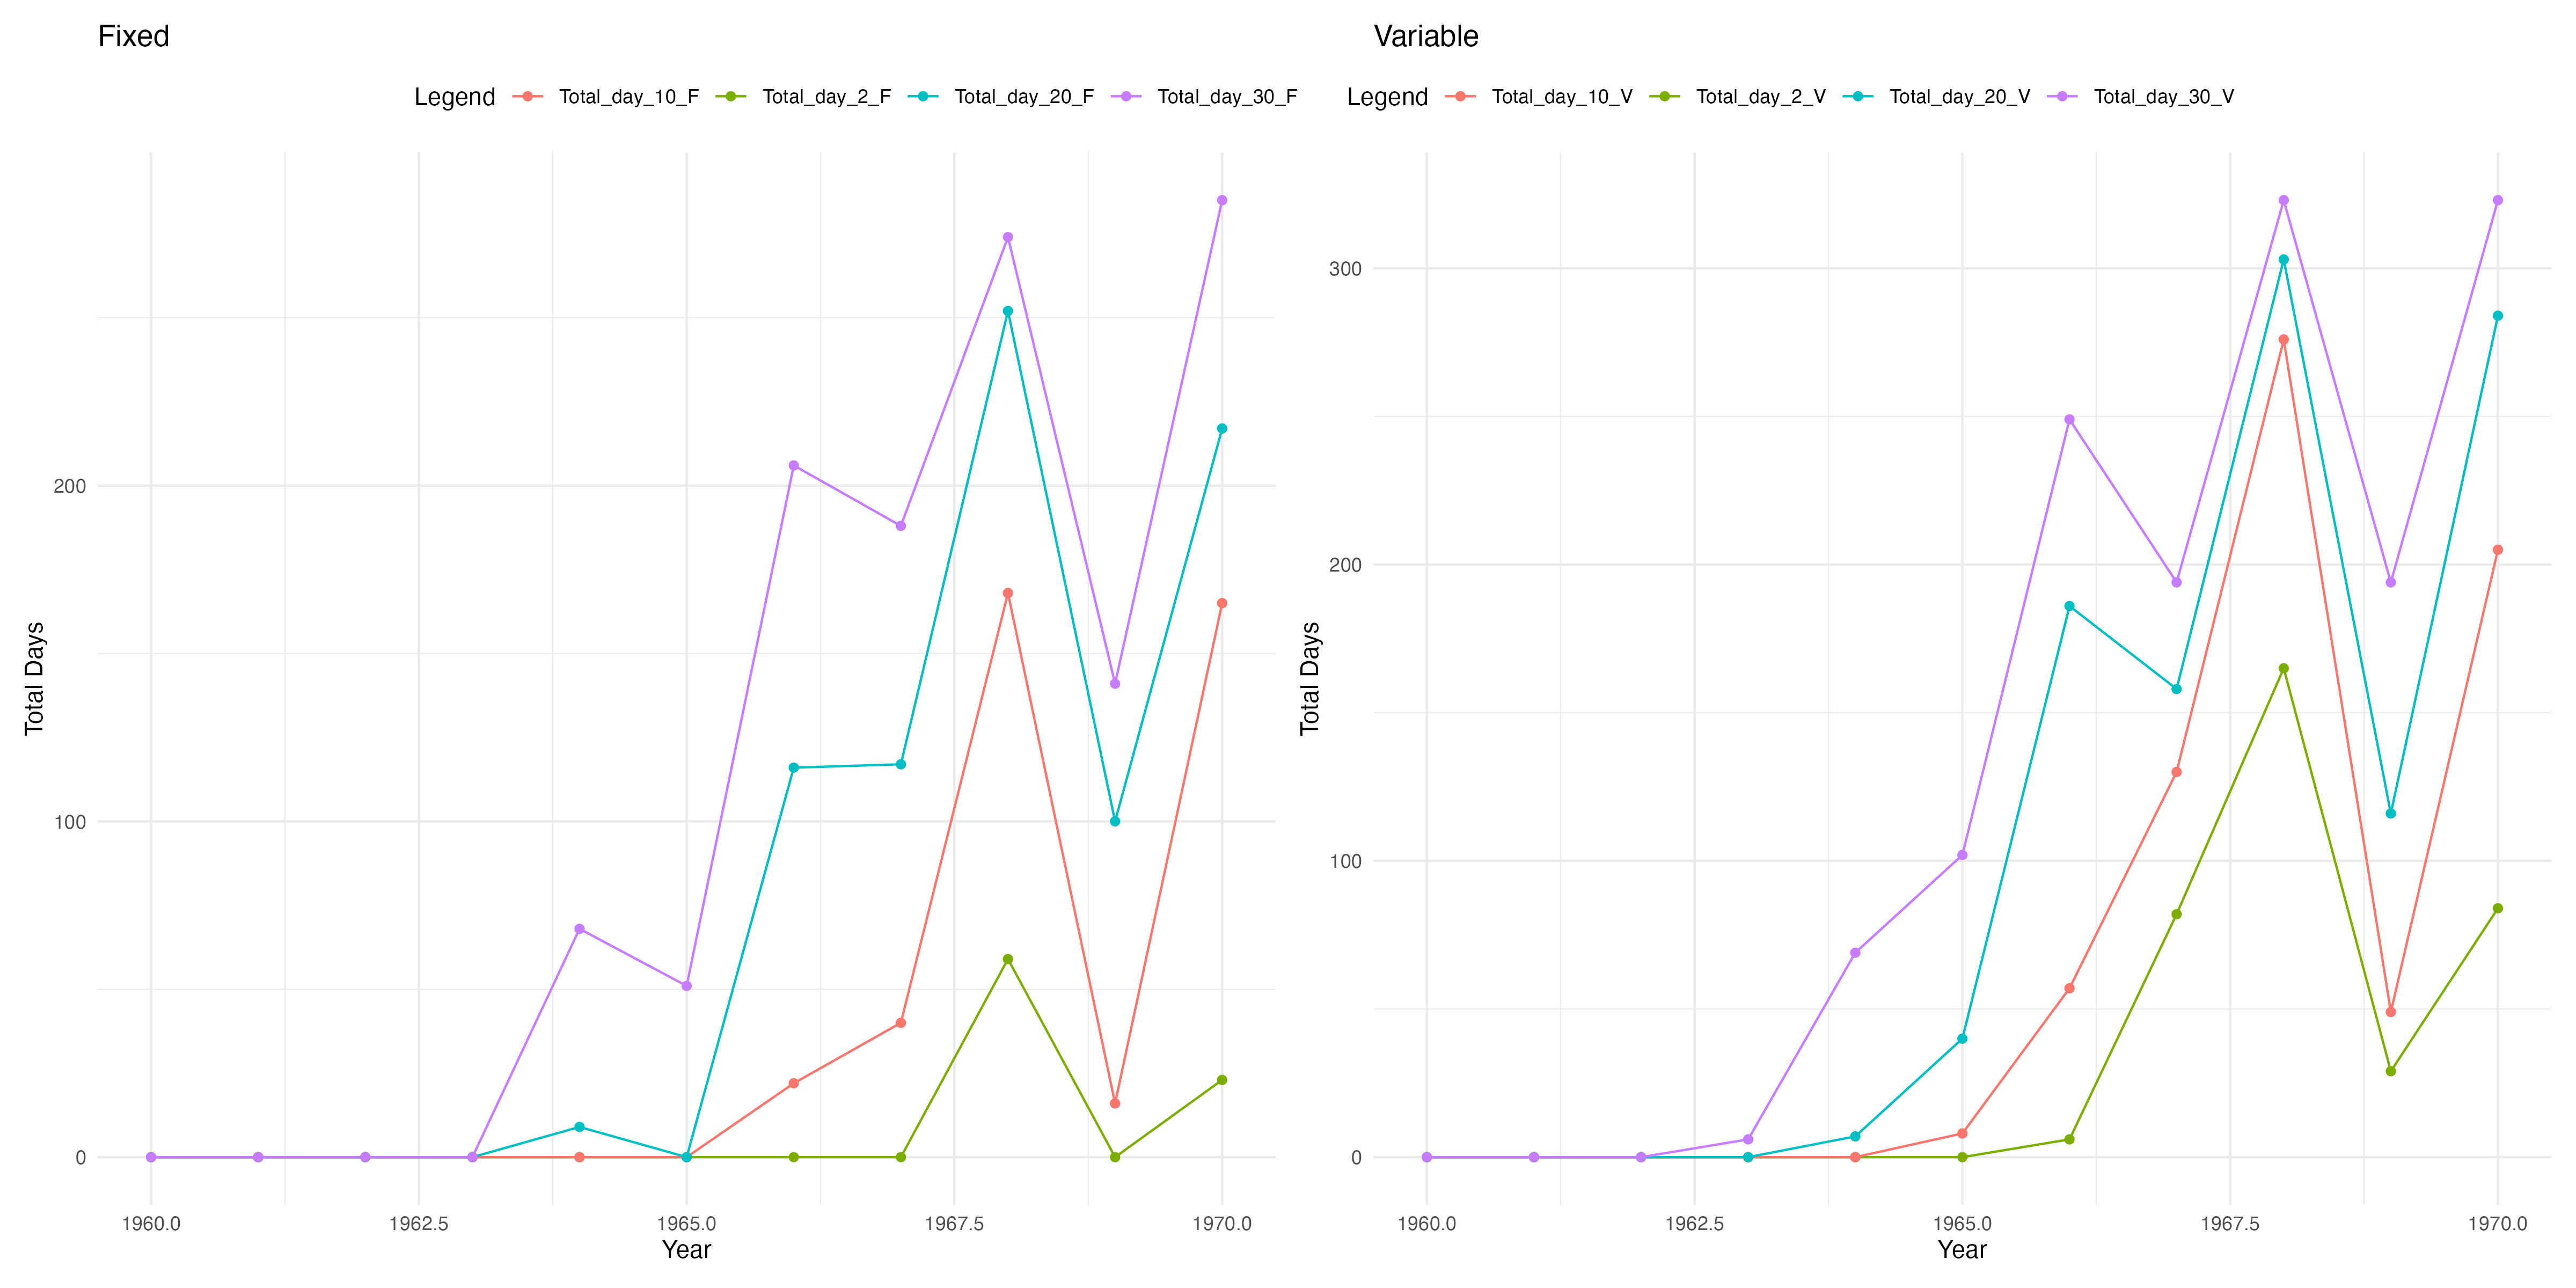 Fixed
Legend Total_day_10_F Total_day_2_F Total_day_20_F Total_day_30_F
Total Days
200
100
0
1960.0 1962.5 1965.0 1967.5 1970.0
Year
Variable
Legend Total_day_10_V Total_day_2_V Total_day_20_V Total_day_30_V
Total Days
300
200
100
0
1960.0 1962.5 1965.0 1967.5 1970.0
Year